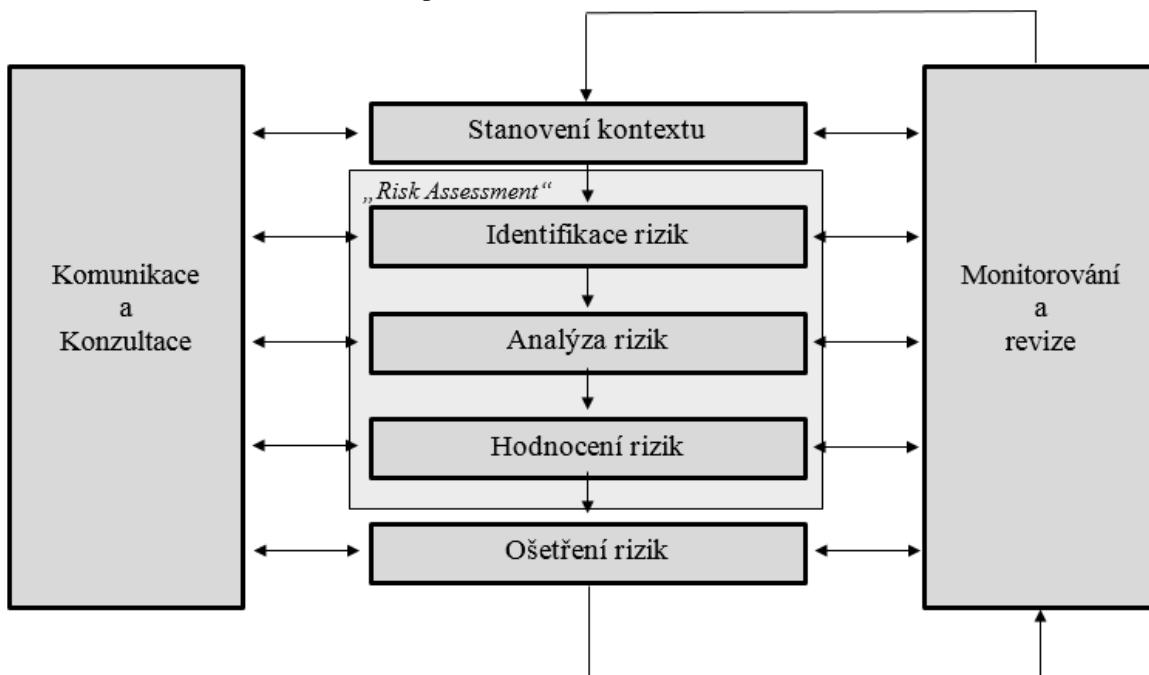 Stanovení kontextu
„Risk Assessment“
Identifikace rizik
Komunikace
a
Konzultace
Analýza rizik
Monitorování
a
revize
Hodnocení rizik
Ošetření rizik